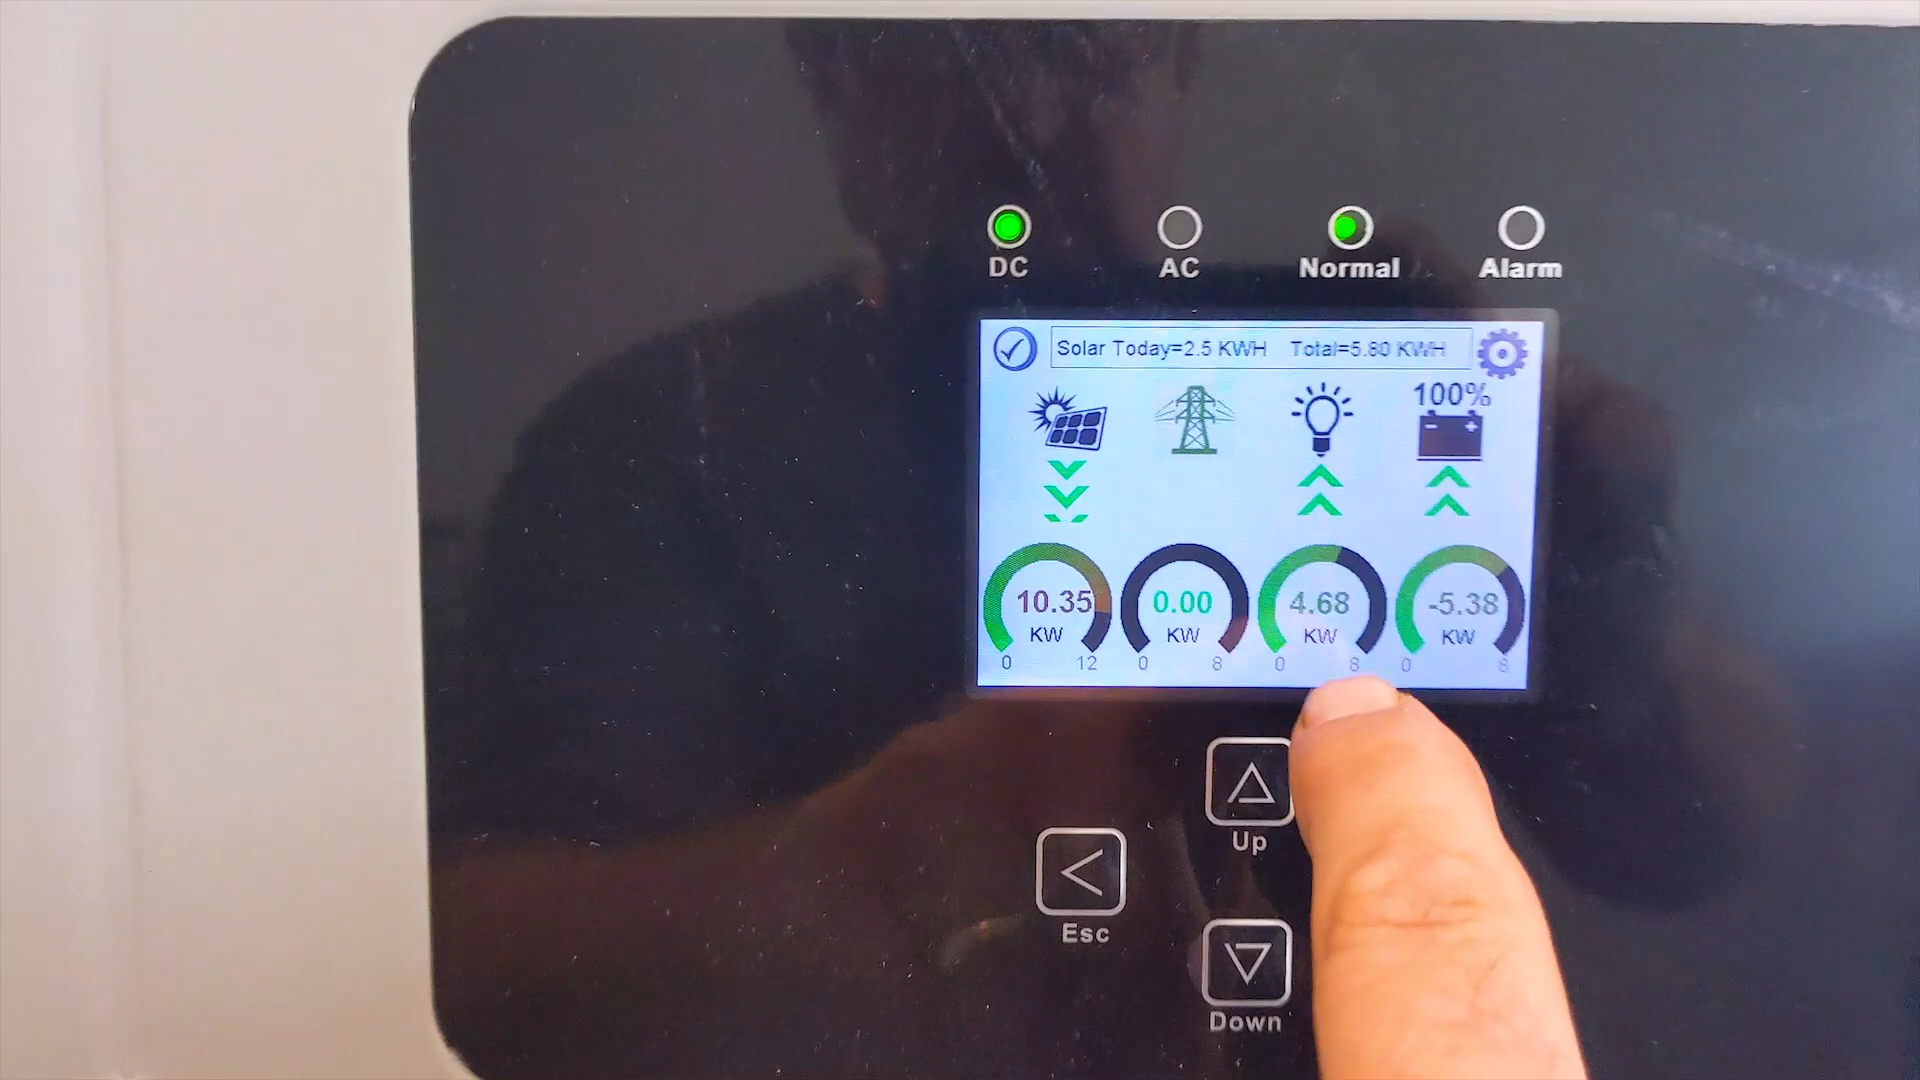 DC AC Normal Alarm
Solar Today=2.5 KWH Total=5.80 KWH
100%
10.35 0.00 4.68 -5.38
KW KW KW KW
0 12 0 8 0 8 0 8
Up
Esc
Down